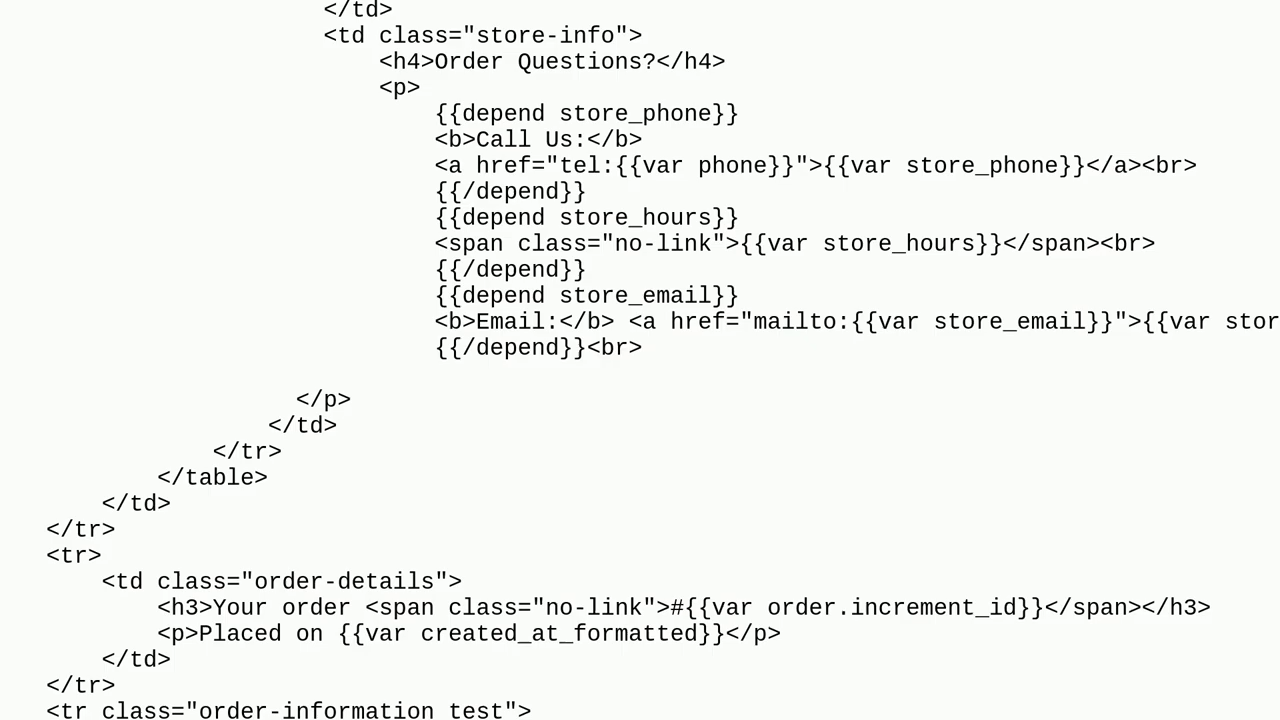 </td>
<td class="store-info">
<h4>Order Questions?</h4>
<p>
{{depend store_phone}}
<b>Call Us:</b>
<a href="tel:{{var phone}}">{{var store_phone}}</a><br>
{{/depend}}
{{depend store_hours}}
<span class="no-link">{{var store_hours}}</span><br>
{{/depend}}
{{depend store_email}}
<b>Email:</b> <a href="mailto:{{var store_email}}">{{var stor
{{/depend}}<br>
</p>
</td>
</tr>
</table>
</td>
</tr>
<tr>
<td class="order-details">
<h3>Your order <span class="no-link">#{{var order.increment_id}}</span></h3>
<p>Placed on {{var created_at_formatted}}</p>
</td>
</tr>
<tr class="order-information test">